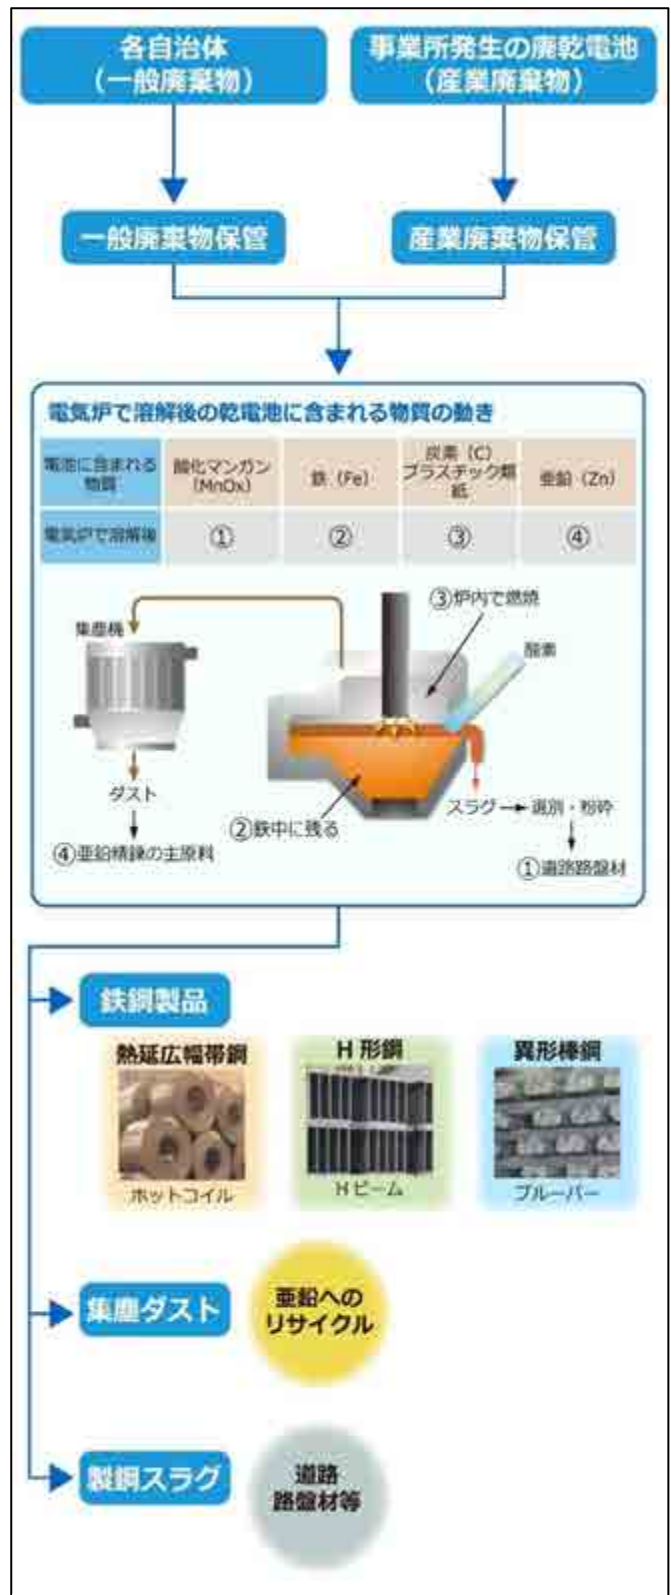 各自治体
（一般廃棄物）
事業所発生の廃乾電池
（産業廃棄物）
一般廃棄物保管
産業廃棄物保管
電気炉で溶解後の乾電池に含まれる物質の動き
電池に含まれる
物質
酸化マンガン
（MnOx）
鉄（Fe）
炭素（C）
プラスチック類
紙
亜鉛（Zn）
電気炉で溶解後
①
②
③
④
③炉内で燃焼
集塵機
酸素
ダスト
スラグ
選別・粉砕
②鉄中に残る
④亜鉛精錬の主原料
①道路路盤材
鉄鋼製品
熱延広幅帯鋼
ホットコイル
H形鋼
Hビーム
異形棒鋼
ブルーバー
集塵ダスト
亜鉛への
リサイクル
製鋼スラグ
道路
路盤材等